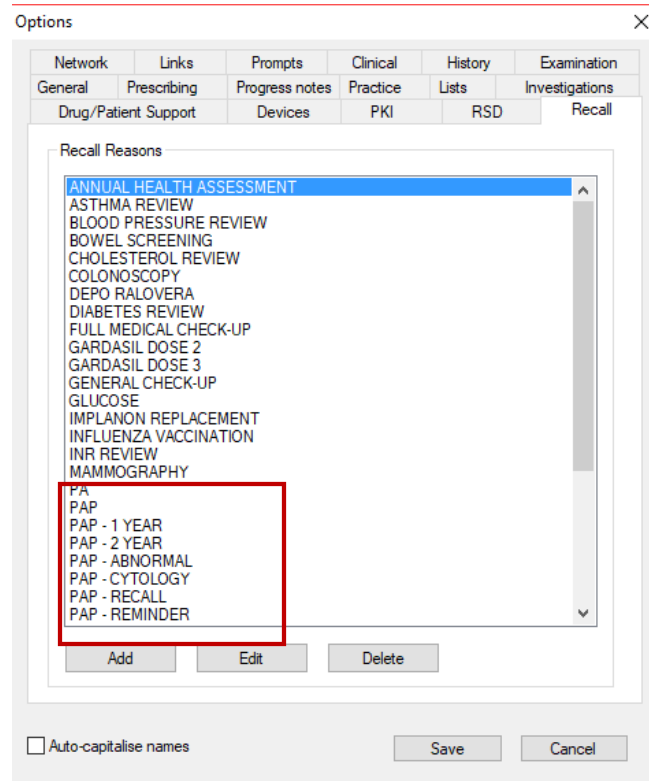 Options
Network Links Prompts Clinical History Examination
General Prescribing Progress notes Practice Lists Investigations
Drug/Patient Support Devices PKI RSD Recall
Recall Reasons
ANNUAL HEALTH ASSESSMENT
ASTHMA REVIEW
BLOOD PRESSURE REVIEW
BOWEL SCREENING
CHOLESTEROL REVIEW
COLONOSCOPY
DEPO RALOVERA
DIABETES REVIEW
FULL MEDICAL CHECK-UP
GARDASIL DOSE 2
GARDASIL DOSE 3
GENERAL CHECK-UP
GLUCOSE
IMPLANON REPLACEMENT
INFLUENZA VACCINATION
INR REVIEW
MAMMOGRAPHY
PA
PAP
PAP - 1 YEAR
PAP - 2 YEAR
PAP - ABNORMAL
PAP - CYTOLOGY
PAP - RECALL
PAP - REMINDER
Add Edit Delete
Auto-capitalise names Save Cancel